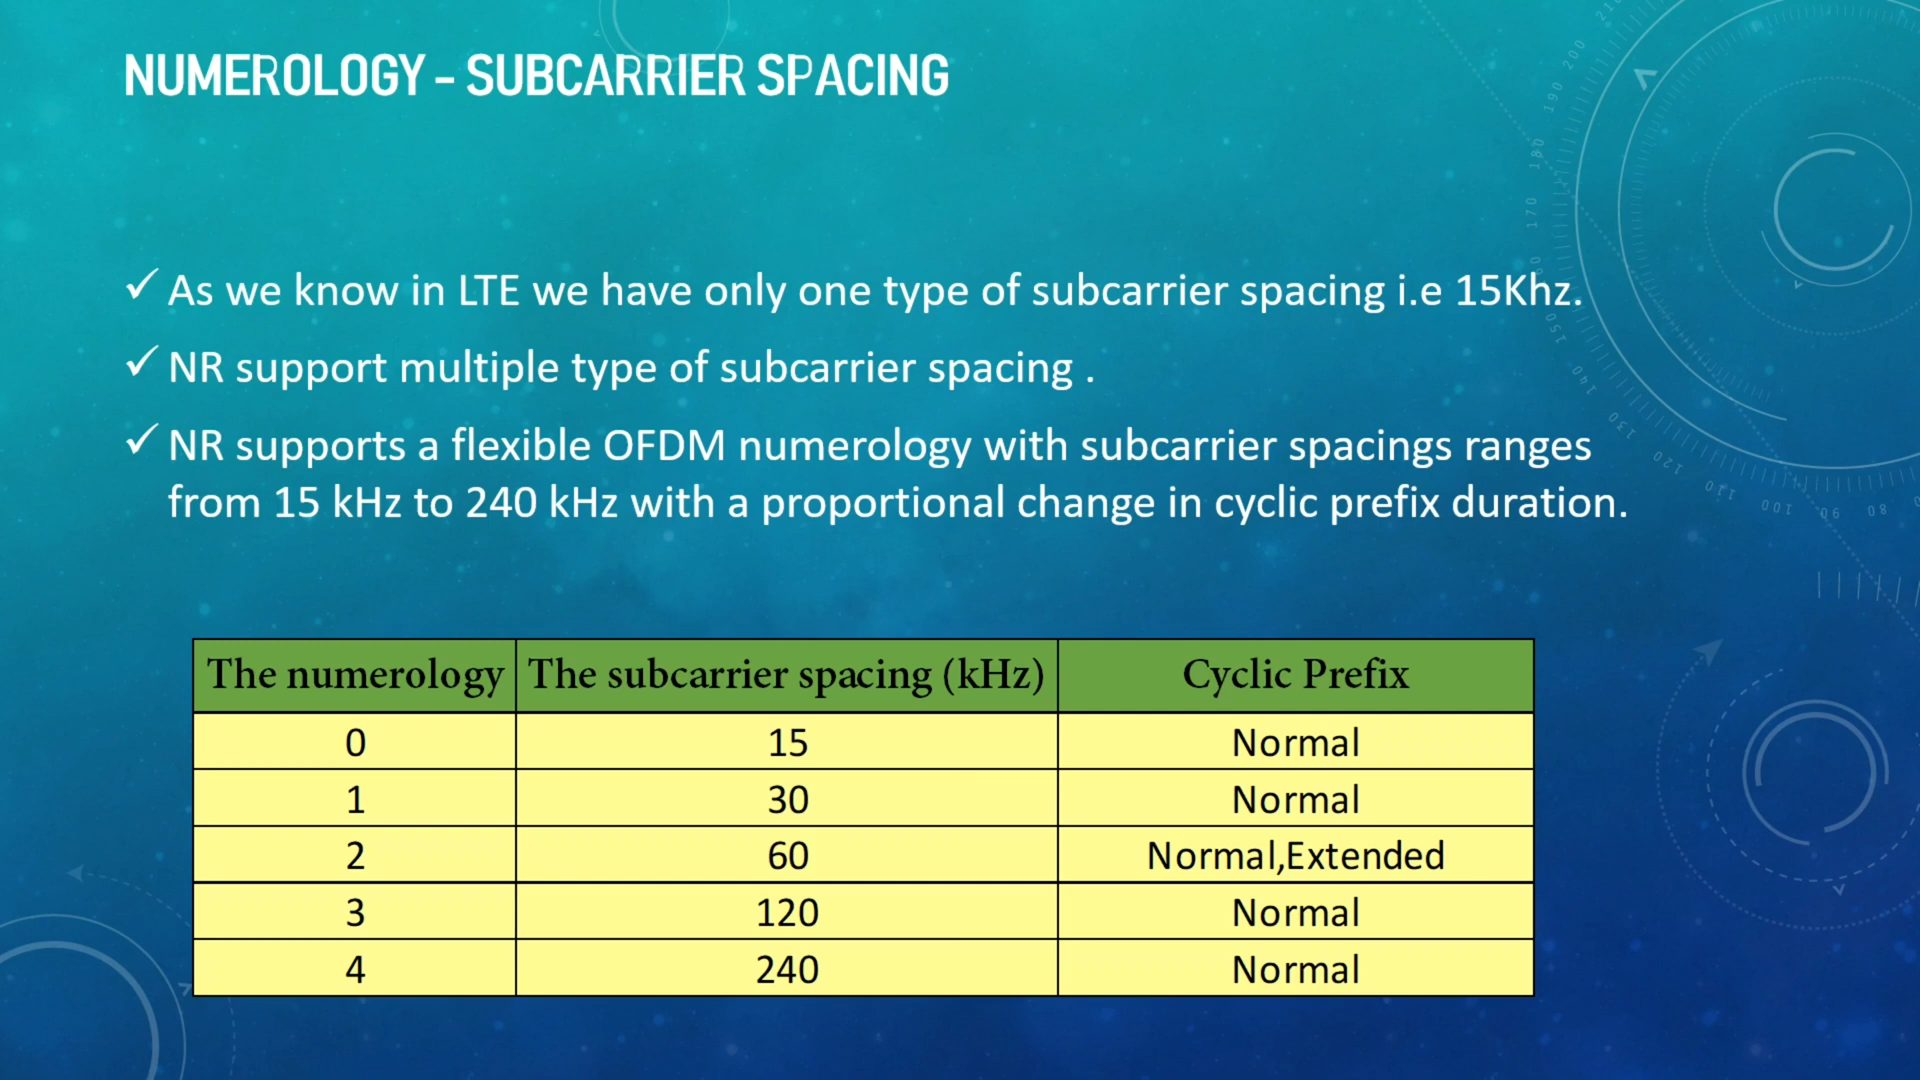 NUMEROLOGY – SUBCARRIER SPACING
✓ As we know in LTE we have only one type of subcarrier spacing i.e 15Khz.
✓ NR support multiple type of subcarrier spacing .
✓ NR supports a flexible OFDM numerology with subcarrier spacings ranges
from 15 kHz to 240 kHz with a proportional change in cyclic prefix duration.
The numerology The subcarrier spacing (kHz) Cyclic Prefix
0 15 Normal
1 30 Normal
2 60 Normal,Extended
3 120 Normal
4 240 Normal